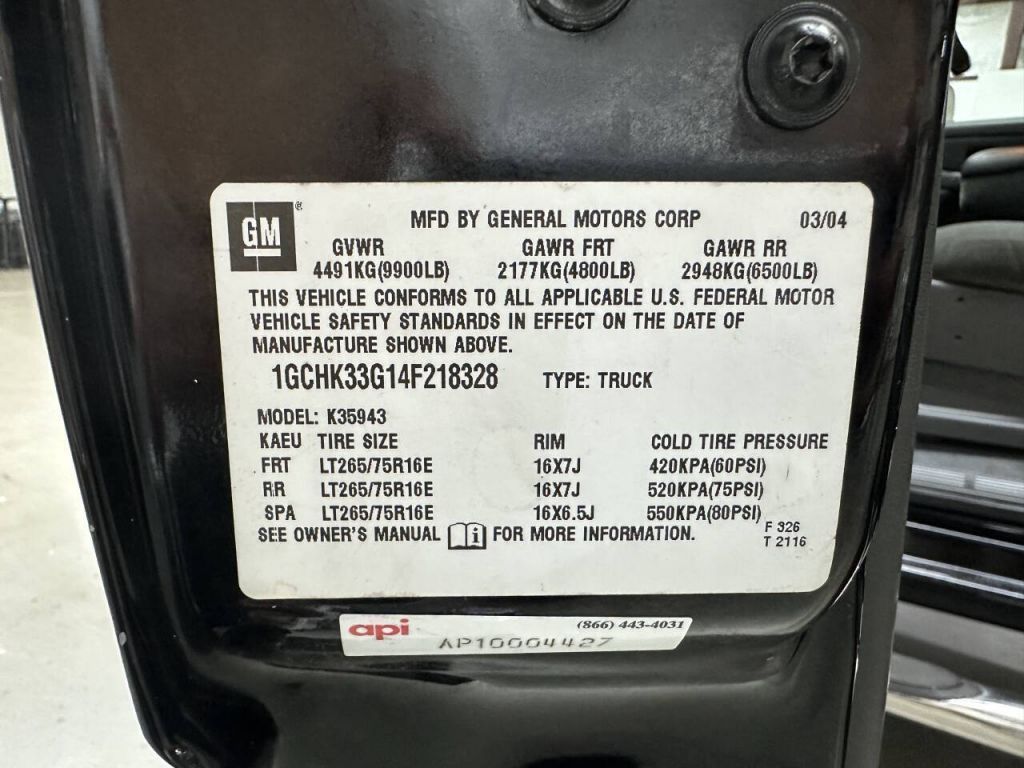 GM® MFD BY GENERAL MOTORS CORP 03/04
GVWR GAWR FRT GAWR RR
4491KG(9900LB) 2177KG(4800LB) 2948KG(6500LB)
THIS VEHICLE CONFORMS TO ALL APPLICABLE U.S. FEDERAL MOTOR
VEHICLE SAFETY STANDARDS IN EFFECT ON THE DATE OF
MANUFACTURE SHOWN ABOVE.
1GCHK33G14F218328 TYPE: TRUCK
MODEL: K35943
KAEU TIRE SIZE RIM COLD TIRE PRESSURE
FRT LT265/75R16E 16X7J 420KPA(60PSI)
RR LT265/75R16E 16X7J 520KPA(75PSI)
SPA LT265/75R16E 16X6.5J 550KPA(80PSI)
SEE OWNER'S MANUAL i FOR MORE INFORMATION.
F 326
T 2116
api (866) 443-4031
AP10004427